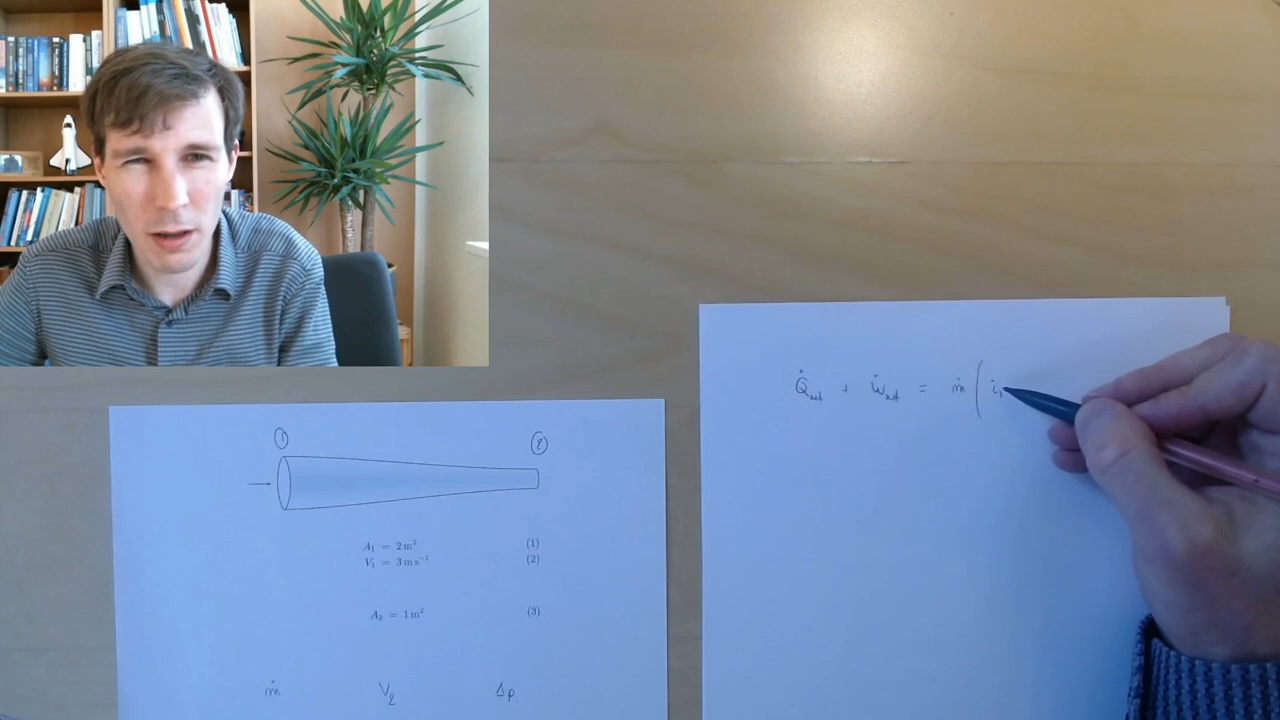 ① ②
A₁ = 2 m² (1)
V₁ = 3 m s⁻¹ (2)
A₂ = 1 m² (3)
ṁ V₂ Δp.
Q̇net + Ẇnet = ṁ ( i₁